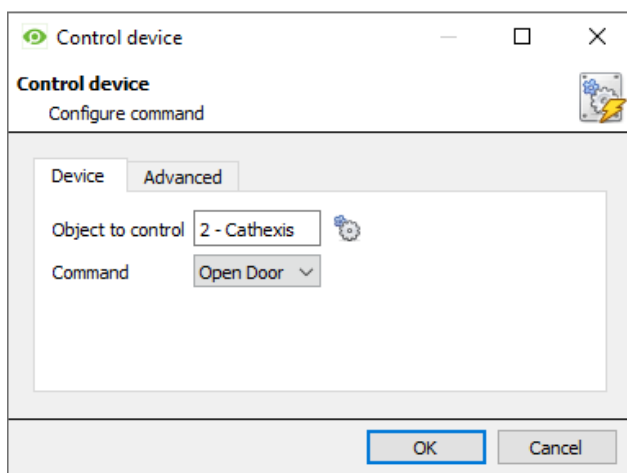 Control device
Control device
Configure command
Device Advanced
Object to control 2 - Cathexis
Command Open Door
OK Cancel